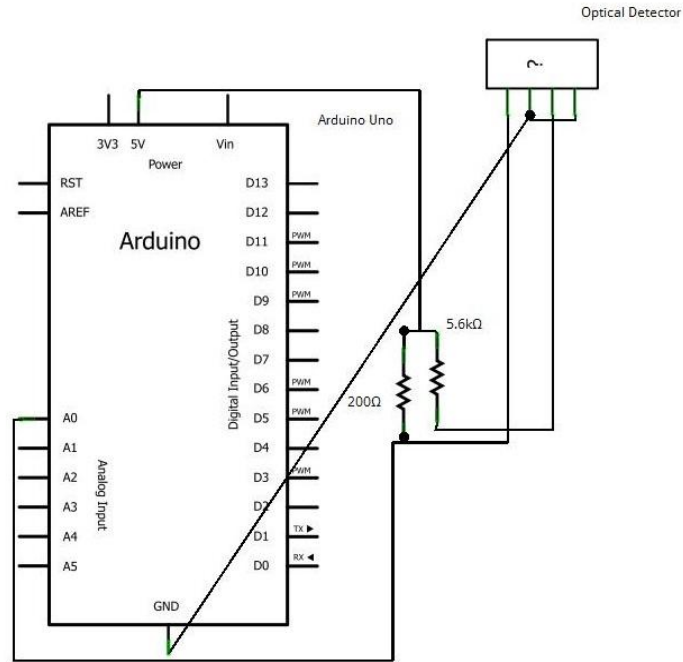 Optical Detector
Arduino Uno
3V3 5V Vin
Power
RST
AREF
Arduino
D13
D12
D11 PWM
D10 PWM
D9 PWM
D8
D7
D6 PWM
D5 PWM
D4
D3 PWM
D2
D1 TX ▶
D0 RX ◀
Digital Input/Output
A0
A1
A2
A3
A4
A5
Analog Input
GND
5.6kΩ
200Ω